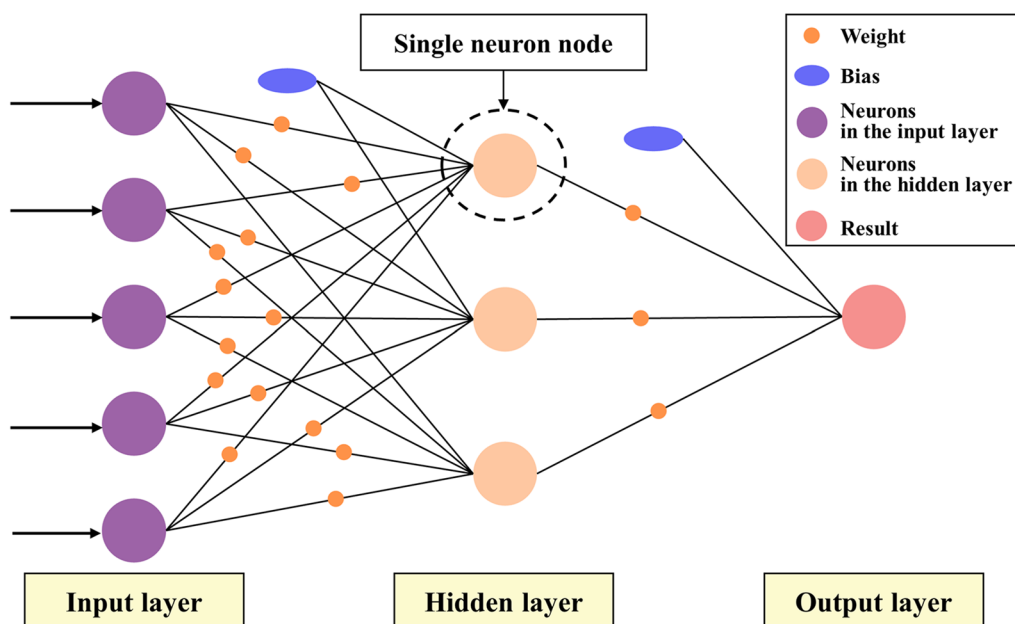 Single neuron node
Weight
Bias
Neurons
in the input layer
Neurons
in the hidden layer
Result
Input layer
Hidden layer
Output layer